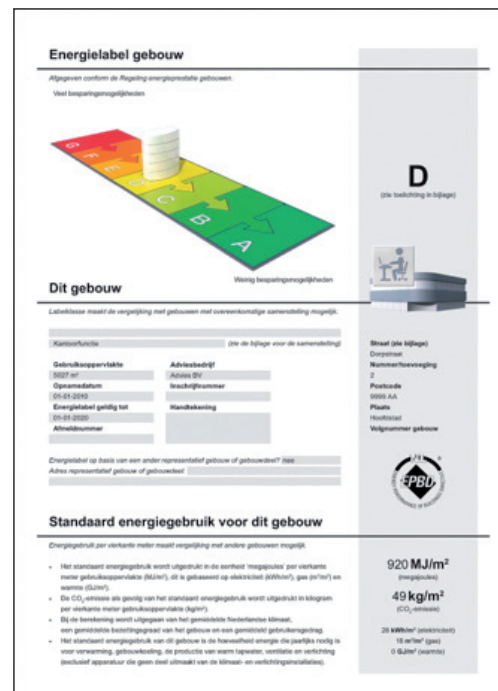 Energielabel gebouw
Afgegeven conform de Regeling energieprestatie gebouwen.
Veel besparingsmogelijkheden
G
F
E
D
C
B
A
Weinig besparingsmogelijkheden
D
(zie toelichting in bijlage)
Dit gebouw
Labelklasse maakt de vergelijking met gebouwen met overeenkomstige samenstelling mogelijk.
Kantoorfunctie
(zie de bijlage voor de samenstelling)
Gebruiksoppervlakte
5027 m²
Opnamedatum
01-01-2010
Energielabel geldig tot
01-01-2020
Afmeldnummer
Adviesbedrijf
Advies BV
Inschrijfnummer
Handtekening
Energielabel op basis van een ander representatief gebouw of gebouwdeel? nee
Adres representatief gebouw of gebouwdeel:
Straat (zie bijlage)
Dorpstraat
Nummer/toevoeging
2
Postcode
9999 AA
Plaats
Hoofdstad
Volgnummer gebouw
EPBD
®
Standaard energiegebruik voor dit gebouw
Energiegebruik per vierkante meter maakt vergelijking met andere gebouwen mogelijk.
• Het standaard energiegebruik wordt uitgedrukt in de eenheid 'megajoules' per vierkante
meter gebruiksoppervlakte (MJ/m²), dit is gebaseerd op elektriciteit (kWh/m²), gas (m³/m²) en
warmte (GJ/m²).
• De CO₂-emissie als gevolg van het standaard energiegebruik wordt uitgedrukt in kilogram
per vierkante meter gebruiksoppervlakte (kg/m²).
• Bij de berekening wordt uitgegaan van het gemiddelde Nederlandse klimaat,
een gemiddeld bezettingsgraad van het gebouw en een gemiddeld gebruikersgedrag.
• Het standaard energiegebruik van dit gebouw is de hoeveelheid energie die jaarlijks nodig is
voor verwarming, gebouwkoeling, de productie van warm tapwater, ventilatie en verlichting
(exclusief apparatuur die geen deel uitmaakt van de klimaat- en verlichtingsinstallaties).
920 MJ/m²
(megajoules)
49 kg/m²
(CO₂-emissie)
28 kWh/m² (elektriciteit)
18 m³/m² (gas)
0 GJ/m² (warmte)